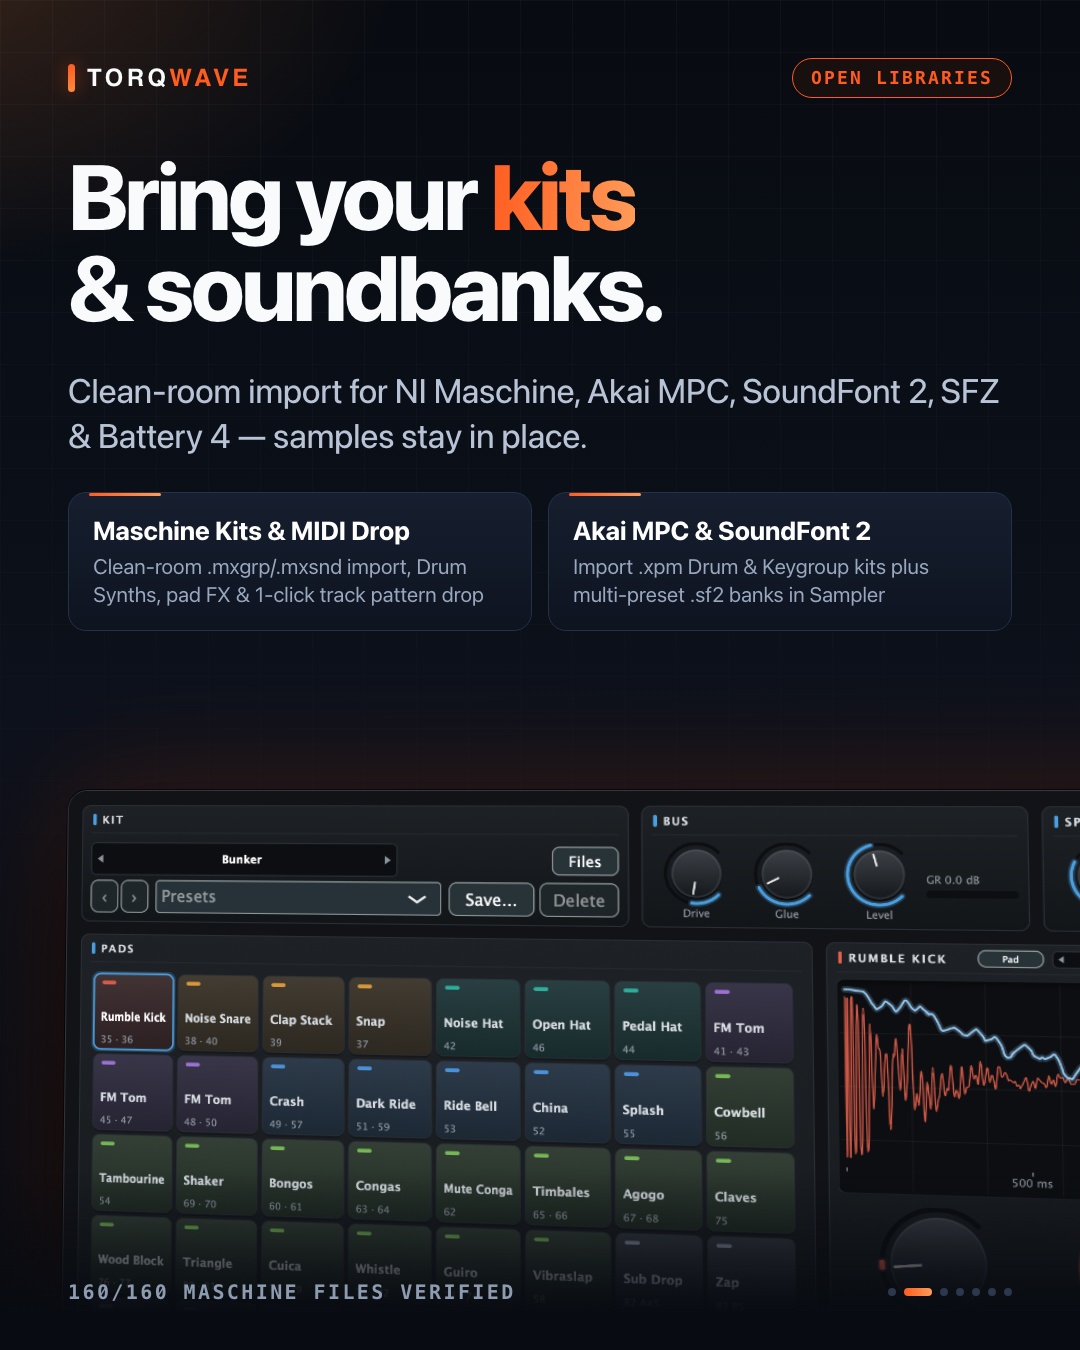 TORQWAVE
OPEN LIBRARIES
Bring your kits
& soundbanks.
Clean-room import for NI Maschine, Akai MPC, SoundFont 2, SFZ
& Battery 4 — samples stay in place.
Maschine Kits & MIDI Drop
Clean-room .mxgrp/.mxsnd import, Drum
Synths, pad FX & 1-click track pattern drop
Akai MPC & SoundFont 2
Import .xpm Drum & Keygroup kits plus
multi-preset .sf2 banks in Sampler
KIT
Bunker
Files
Presets
Save...
Delete
BUS
Drive
Glue
Level
GR 0.0 dB
SP
PADS
Rumble Kick
35 · 36
Noise Snare
38 · 40
Clap Stack
39
Snap
37
Noise Hat
42
Open Hat
46
Pedal Hat
44
FM Tom
41 · 43
FM Tom
45 · 47
FM Tom
48 · 50
Crash
49 · 57
Dark Ride
51 · 59
Ride Bell
53
China
52
Splash
55
Cowbell
56
Tambourine
54
Shaker
69 · 70
Bongos
60 · 61
Congas
63 · 64
Mute Conga
62
Timbales
65 · 66
Agogo
67 · 68
Claves
75
Wood Block
Triangle
Cuica
Whistle
Guiro
Vibraslap
Sub Drop
Zap
RUMBLE KICK
Pad
500 ms
160/160 MASCHINE FILES VERIFIED